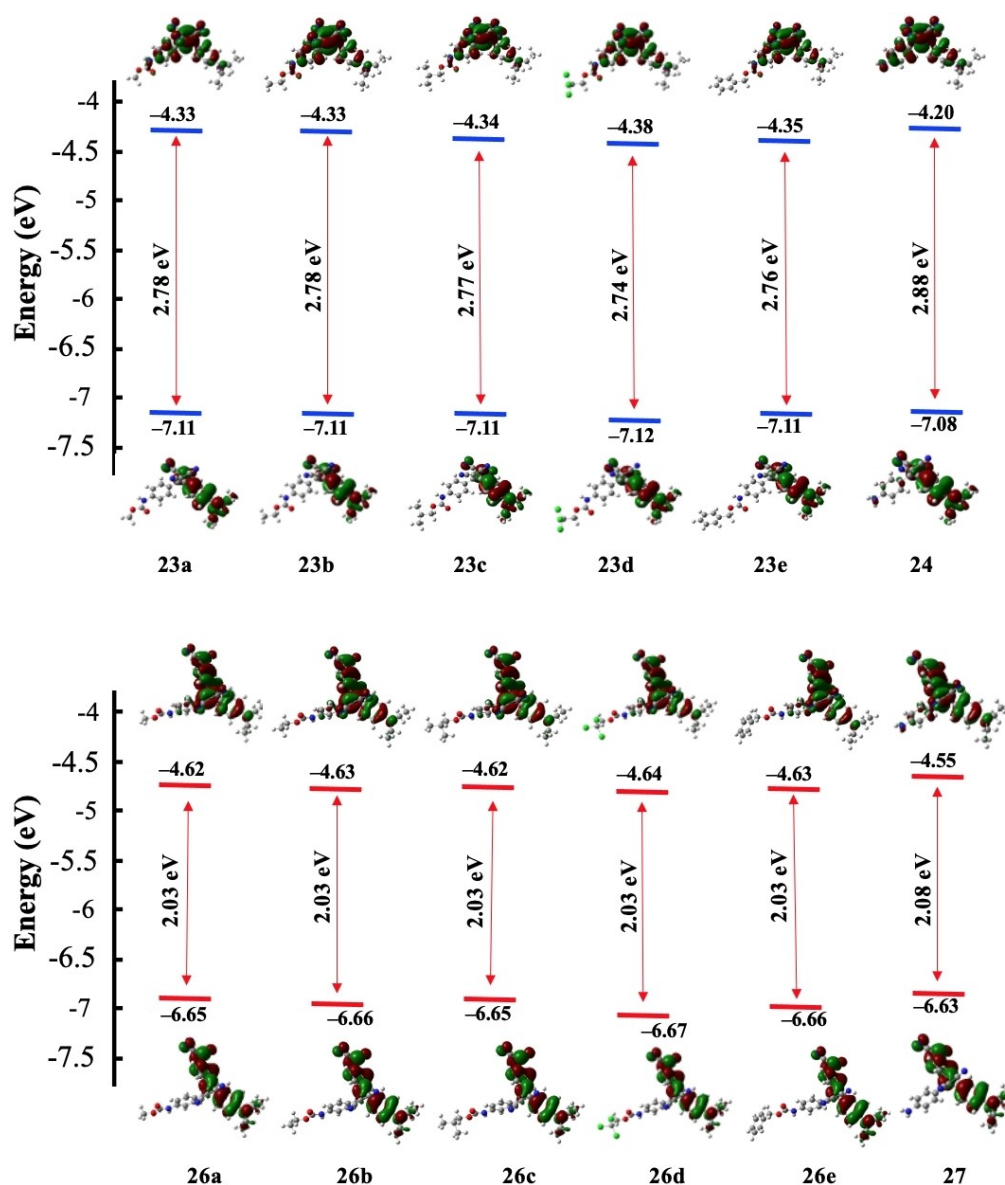 Energy (eV)
-4
-4.5
-5
-5.5
-6
-6.5
-7
-7.5
–4.33 –4.33 –4.34 –4.38 –4.35 –4.20
2.78 eV 2.78 eV 2.77 eV 2.74 eV 2.76 eV 2.88 eV
–7.11 –7.11 –7.11 –7.12 –7.11 –7.08
23a 23b 23c 23d 23e 24
Energy (eV)
-4
-4.5
-5
-5.5
-6
-6.5
-7
-7.5
–4.62 –4.63 –4.62 –4.64 –4.63 –4.55
2.03 eV 2.03 eV 2.03 eV 2.03 eV 2.03 eV 2.08 eV
–6.65 –6.66 –6.65 –6.67 –6.66 –6.63
26a 26b 26c 26d 26e 27